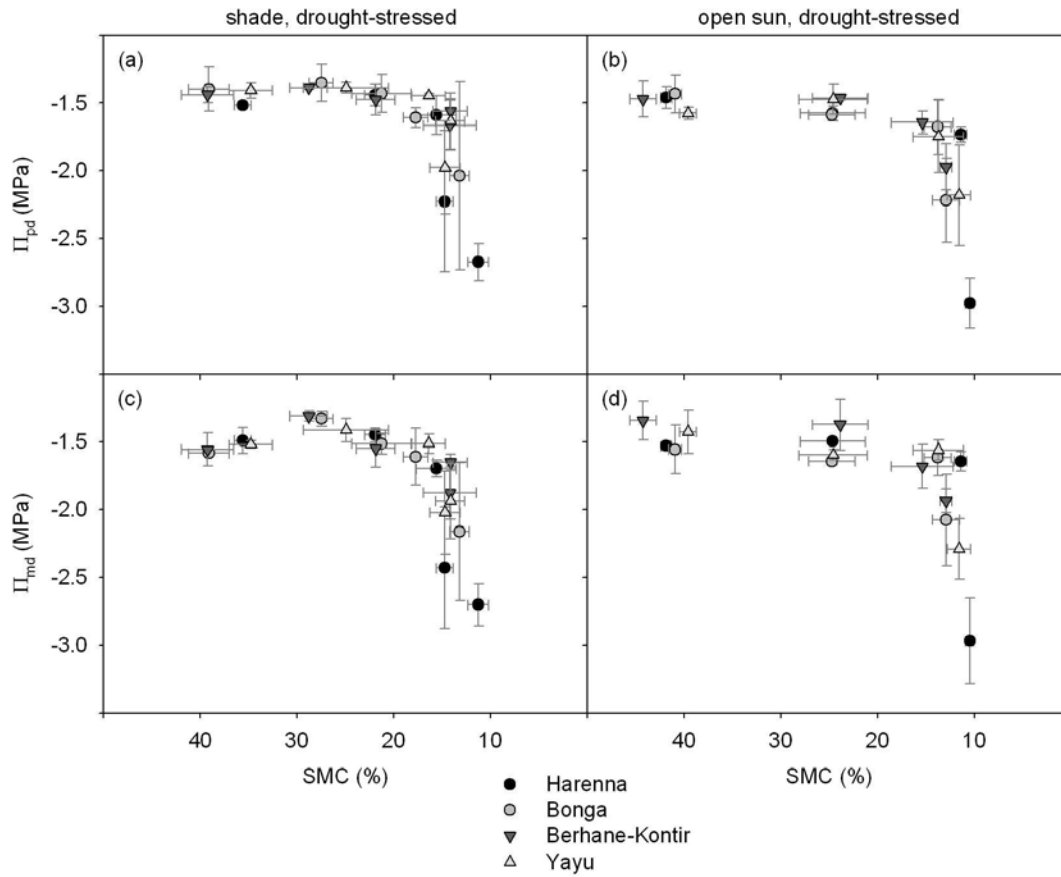 shade, drought-stressed
open sun, drought-stressed
(a)
(b)
-1.5
-2.0
-2.5
-3.0
Πpd (MPa)
(c)
(d)
-1.5
-2.0
-2.5
-3.0
Πmd (MPa)
40 30 20 10
40 30 20 10
SMC (%)
SMC (%)
Harenna
Bonga
Berhane-Kontir
Yayu